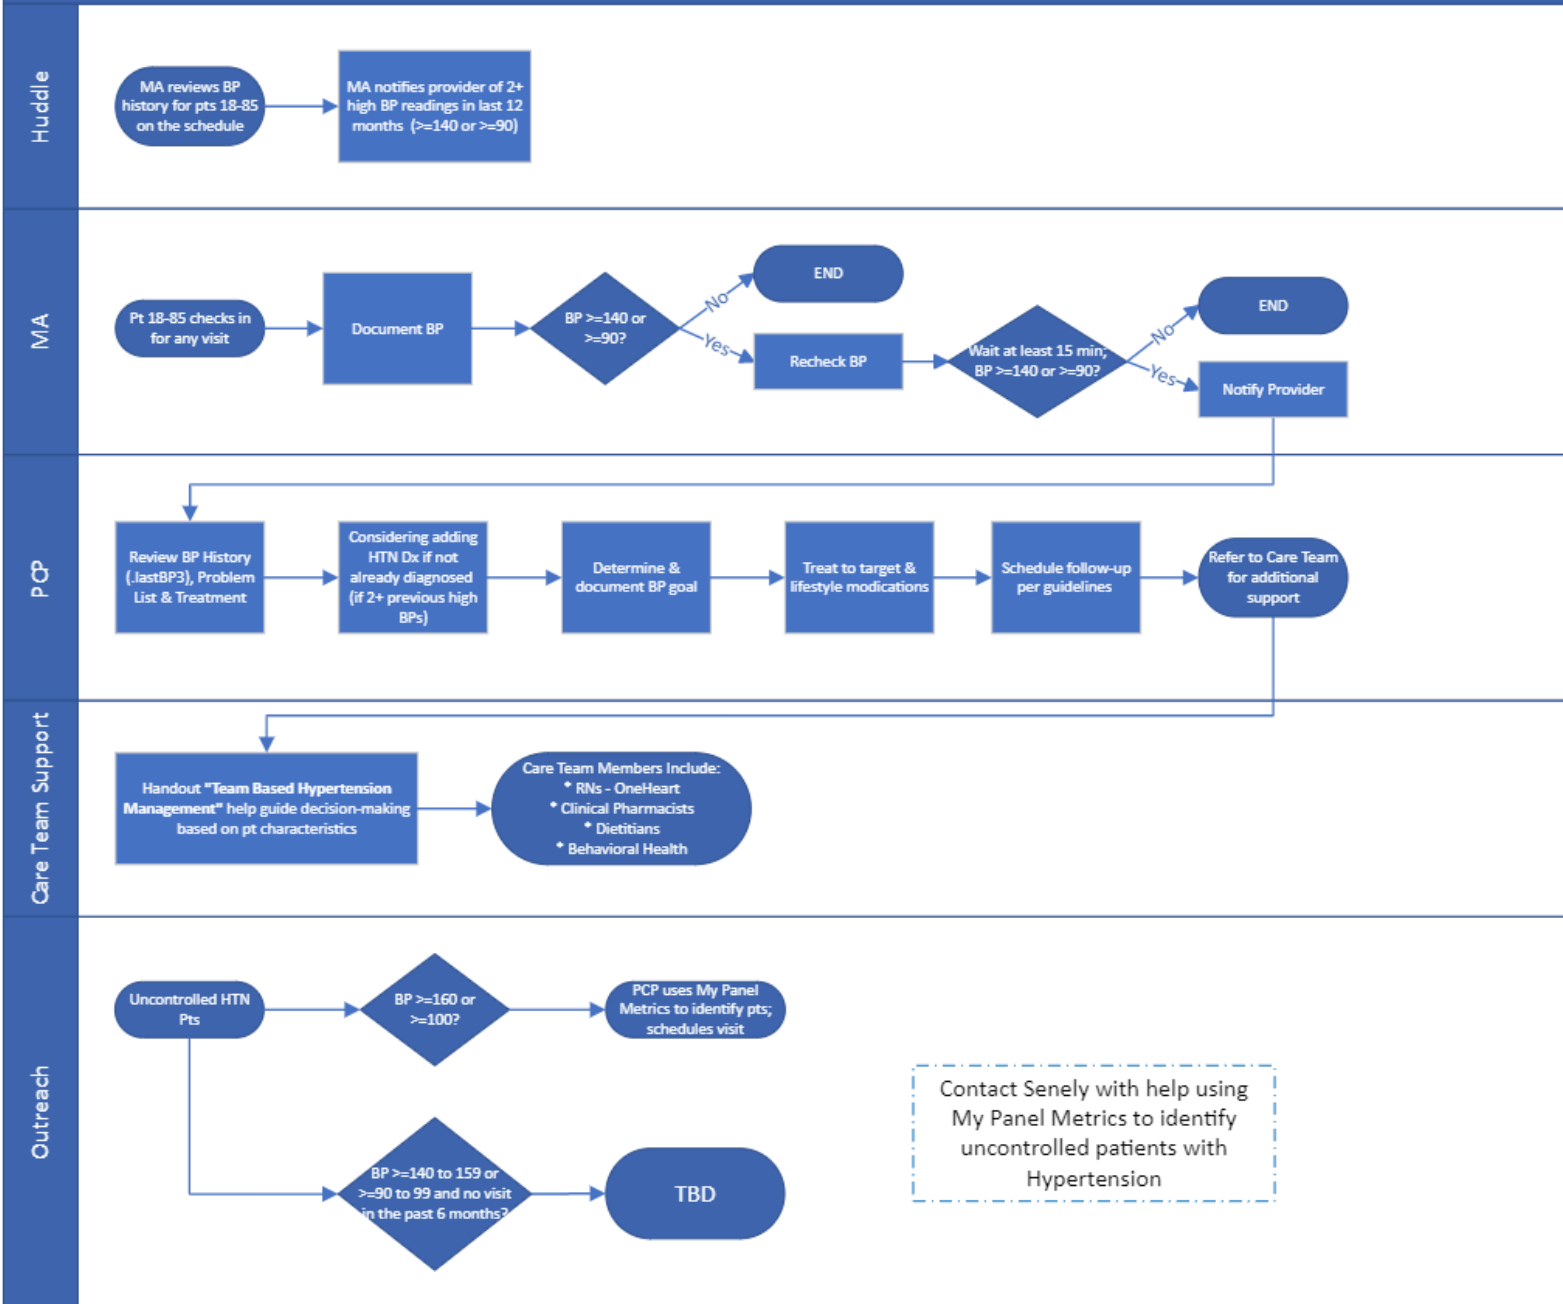 Huddle
MA reviews BP
history for pts 18-85
on the schedule
MA notifies provider of 2+
high BP readings in last 12
months (>=140 or >=90)
MA
Pt 18-85 checks in
for any visit
Document BP
BP >=140 or
>=90?
No
END
Yes
Recheck BP
Wait at least 15 min;
BP >=140 or >=90?
No
END
Yes
Notify Provider
PCP
Review BP History
(.lastBP3), Problem
List & Treatment
Considering adding
HTN Dx if not
already diagnosed
(if 2+ previous high
BPs)
Determine &
document BP goal
Treat to target &
lifestyle modications
Schedule follow-up
per guidelines
Refer to Care Team
for additional
support
Care Team Support
Handout "Team Based Hypertension
Management" help guide decision-making
based on pt characteristics
Care Team Members Include:
* RNs - OneHeart
* Clinical Pharmacists
* Dietitians
* Behavioral Health
Outreach
Uncontrolled HTN
Pts
BP >=160 or
>=100?
PCP uses My Panel
Metrics to identify pts;
schedules visit
BP >=140 to 159 or
>=90 to 99 and no visit
in the past 6 months?
TBD
Contact Senely with help using
My Panel Metrics to identify
uncontrolled patients with
Hypertension